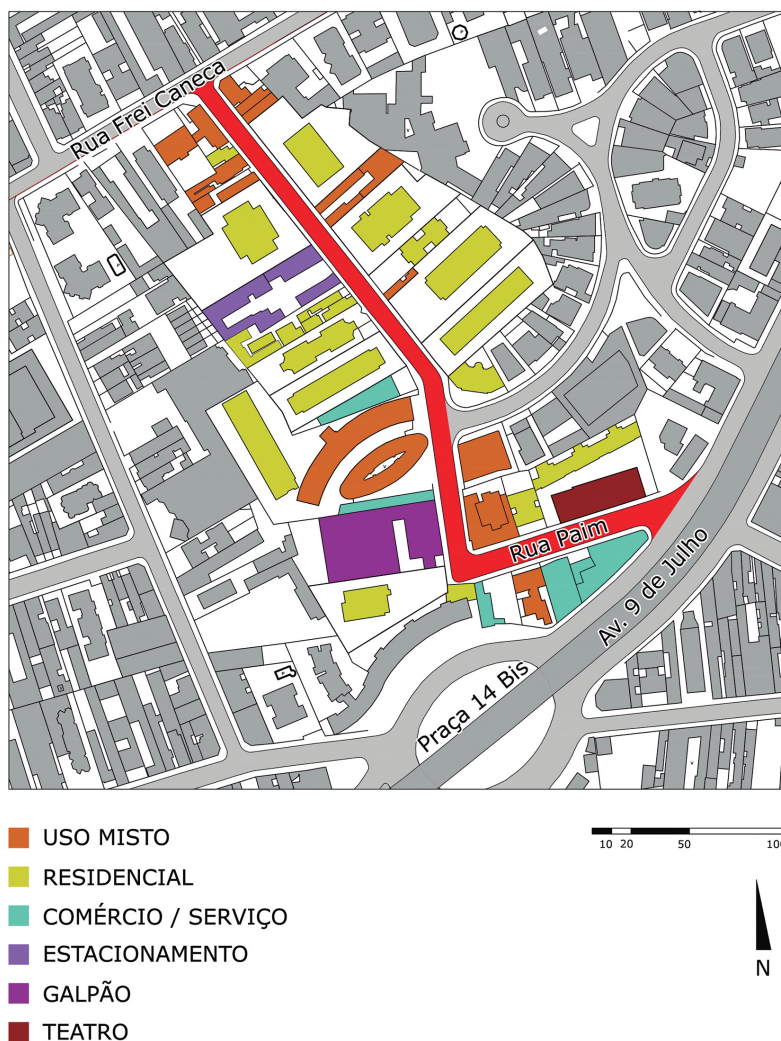 Rua Frei Caneca
Rua Paim
Av. 9 de Julho
Praça 14 Bis
USO MISTO
RESIDENCIAL
COMÉRCIO / SERVIÇO
ESTACIONAMENTO
GALPÃO
TEATRO
10 20 50 100
N